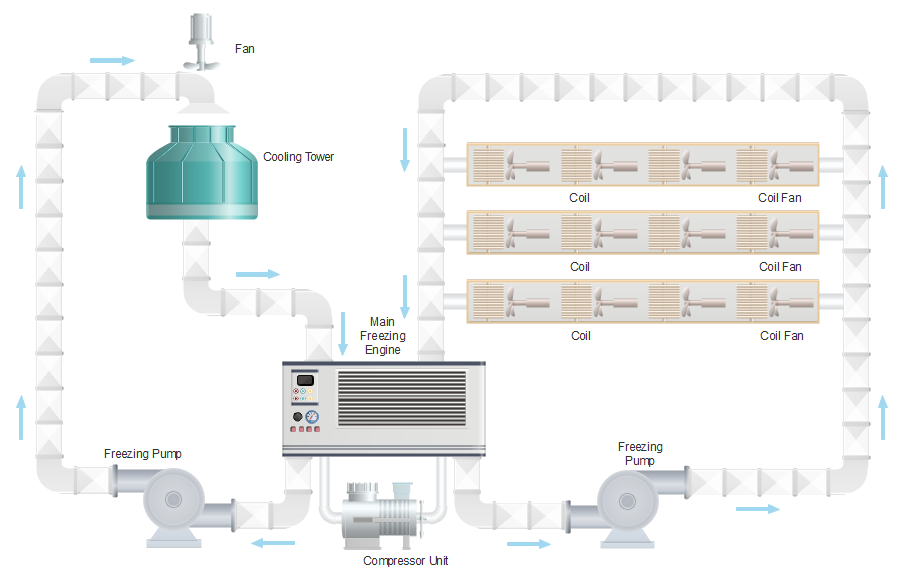 Fan
Cooling Tower
Coil
Coil Fan
Coil
Coil Fan
Main
Freezing
Engine
Coil
Coil Fan
Freezing Pump
Freezing
Pump
Compressor Unit